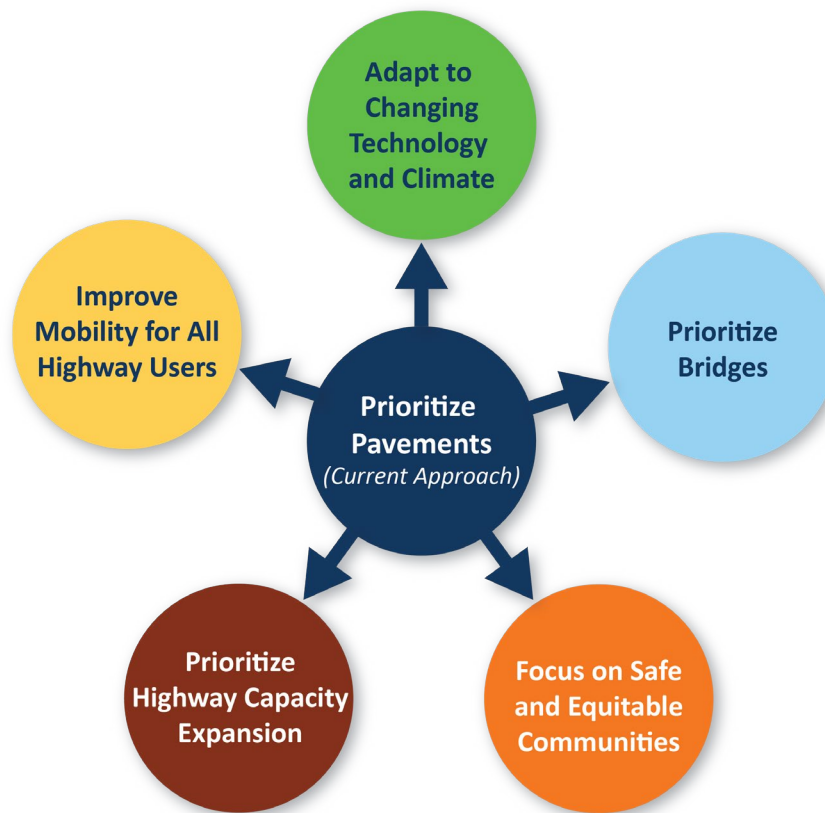 Adapt to
Changing
Technology
and Climate
Improve
Mobility for All
Highway Users
Prioritize
Bridges
Prioritize
Pavements
(Current Approach)
Prioritize
Highway Capacity
Expansion
Focus on Safe
and Equitable
Communities